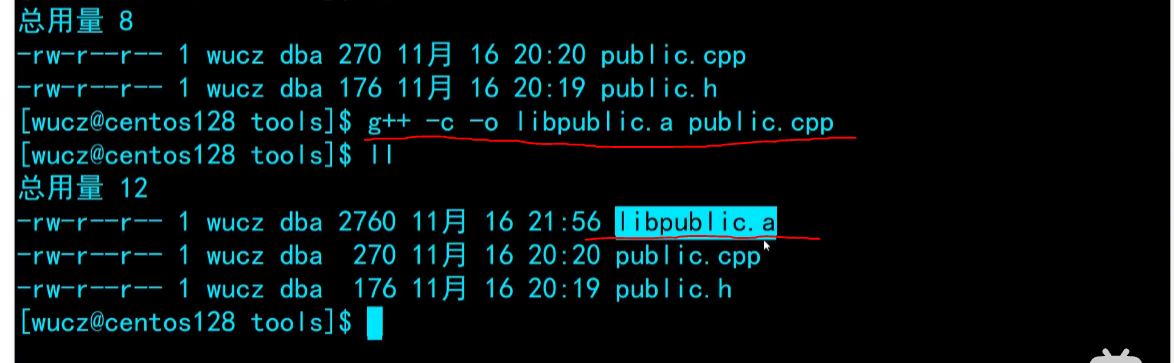 总用量 8
-rw-r--r-- 1 wucz dba 270 11月 16 20:20 public.cpp
-rw-r--r-- 1 wucz dba 176 11月 16 20:19 public.h
[wucz@centos128 tools]$ g++ -c -o libpublic.a public.cpp
[wucz@centos128 tools]$ ll
总用量 12
-rw-r--r-- 1 wucz dba 2760 11月 16 21:56 libpublic.a
-rw-r--r-- 1 wucz dba  270 11月 16 20:20 public.cpp
-rw-r--r-- 1 wucz dba  176 11月 16 20:19 public.h
[wucz@centos128 tools]$